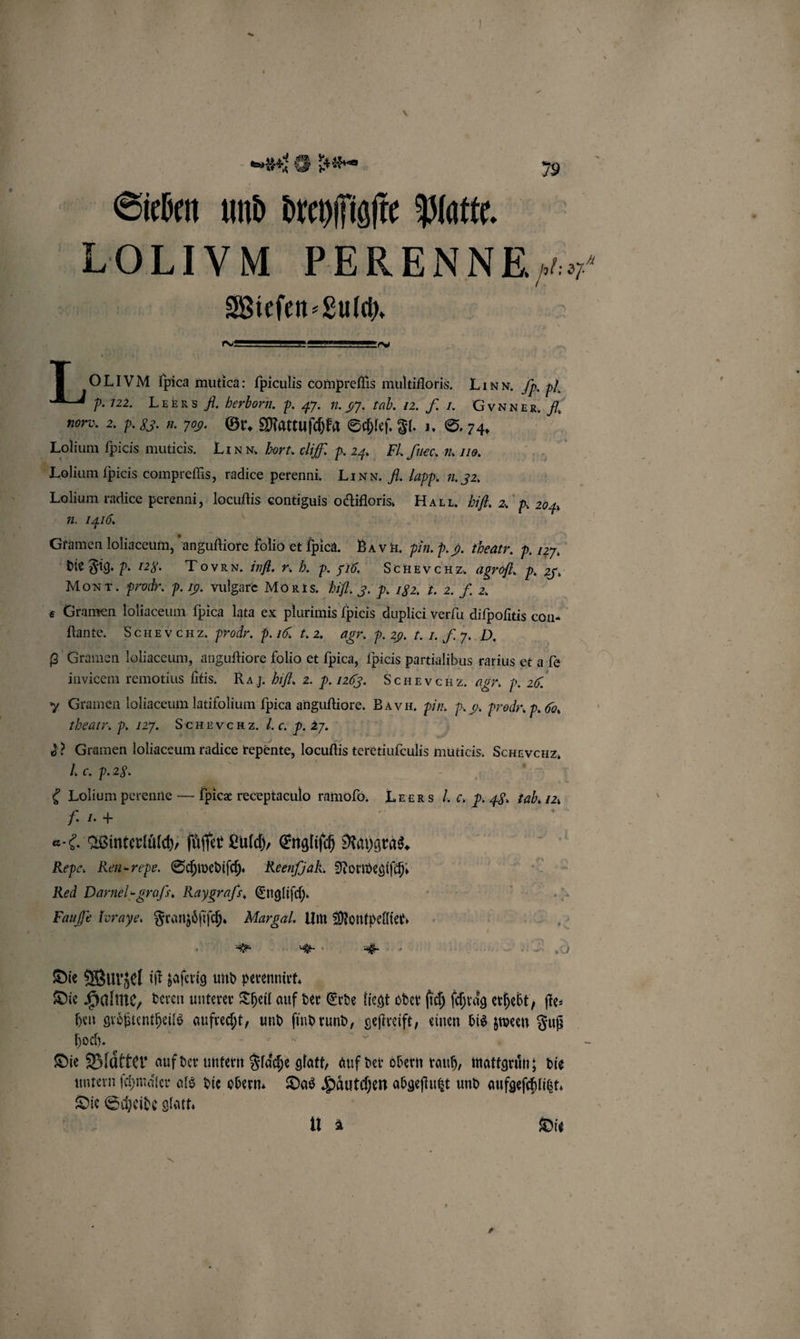 79
Sieben und dreyssigste Platte.
LOLIVM PERENNE. pl: 37.
Wiesen-Lulch.
LOLIVM spica mutica: spiculis compressis multifloris. LINN. sp. pl.
p. 122. LEERS fl. herborn. p. 47. n. 97. tab. 12. f. 1. GVNNER. fl.
norv. 2. p. 83. n. 709. Gr. Mattuschka Schles. Fl. 1. S. 74.
Lolium spicis muticis. LINN. hort. cliff. p. 24. Fl. suec. n. 110.
Lolium spicis compressis, radice perenni. LINN. fl. lapp. n. 32.
Lolium radice perenni, locustis contiguis octifloris. HALL. hist. 2. p. 204.
n. 1416.
Gramen loliaceum, angustiore folio et spica. BAVH. pin. p. 9. theatr. p. 127.
die Fig. p. 128. TOVRN. inst. r. h. p. 516. SCHEVCHZ. agrost. p. 25.
MONT. prodr. p. 19. vulgare MORIS. hist. 3. p. 182. t. 2. f. 2.
ε Gramen loliaceum spica lata ex plurimis spicis duplici versu dispositis con-
stante. SCHEVCHZ. prodr. p. 16. t. 2. agr. p. 29. t. 1. f. 7. D.
β Gramen loliaceum, angustiore folio et spica, spicis partialibus rarius et a se
invicem remotius sitis. RAJ. hist. 2. p. 1263. SCHEVCHZ. agr. p. 26.
γ Gramen loliaceum latifolium spica angustiore. BAVH. pin. p. 9. prodr. p. 60.
theatr. p. 127. SCHEVCHZ. l. c. p. 27.
δ? Gramen loliaceum radice repente, locustis teretiusculis muticis. SCHEVCHZ.
l. c. p. 28.
ζ Lolium perenne — spicæ receptaculo ramoso. LEERS l. c. p. 48. tab. 12.
f. 1. +
α-ζ. Winterlülch, süsser Lulch, Englisch Raygras.
Repe. Ren-repe. Schwedisch. Reenfjak. Norwegisch.
Red Darnel-grass. Raygrass. Englisch.
Fausse Ivraye. Französisch. Margal. Um Montpellier.
Die Wurzel ist zaserig und perennirt.
Die Halme, deren unterer Theil auf der Erde liegt oder sich schräg erhebt, ste-
hen grösstentheils aufrecht, und sind rund, gestreift, einen bis zween Fuß
hoch.
Die Blätter auf der untern Fläche glatt, auf der obern rauh, mattgrün; die
untern schmäler als die obern. Das Häutchen abgestutzt und aufgeschlitzt.
Die Scheide glatt.
U 2 Die